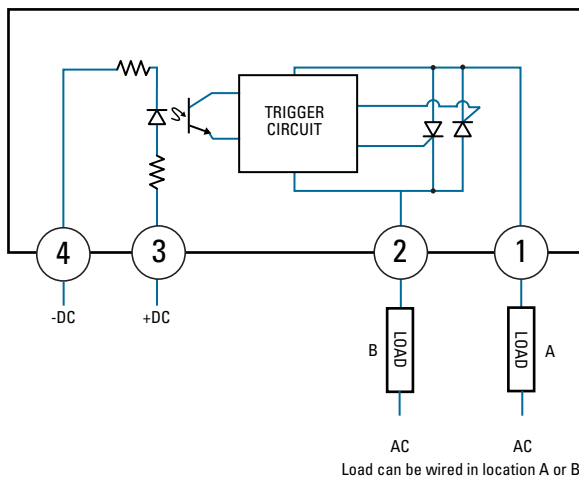 TRIGGER
CIRCUIT
4
3
2
1
-DC
+DC
B
LOAD
LOAD
A
AC
AC
Load can be wired in location A or B